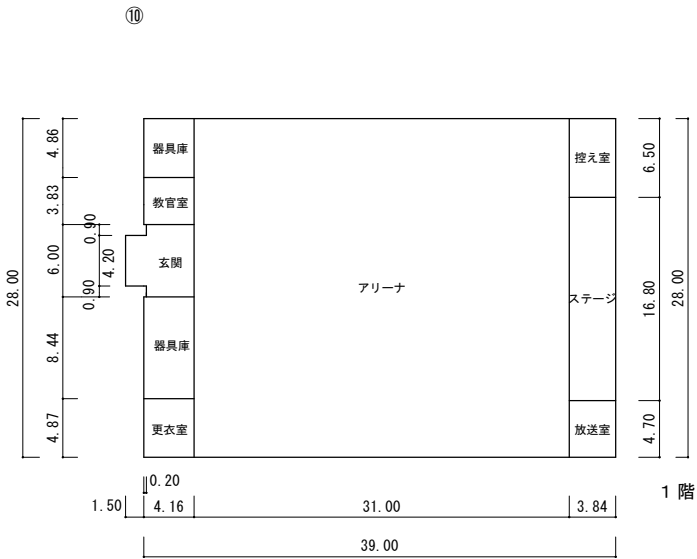 ⑩
4.86
3.83
0.90
6.00
4.20
0.90
8.44
4.87
28.00
器具庫
教官室
玄関
器具庫
更衣室
アリーナ
控え室
ステージ
放送室
6.50
16.80
4.70
28.00
0.20
1.50
4.16
31.00
3.84
39.00
1階